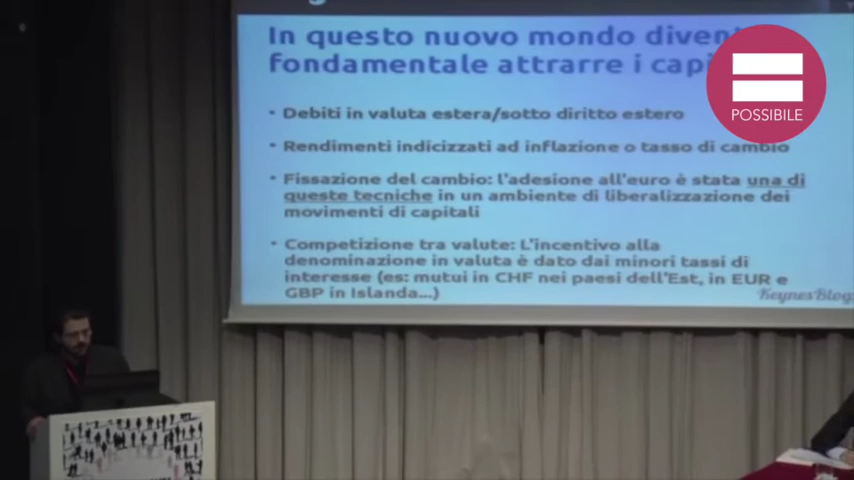 In questo nuovo mondo
fondamentale attrarre i
POSSIBILE
• Debiti in valuta estera/sotto diritto estero
• Rendimenti indicizzati ad inflazione o tasso di cambio
• Fissazione del cambio: l'adesione all'euro è stata una di
queste tecniche in un ambiente di liberalizzazione dei
movimenti di capitali
• Competizione tra valute: L'incentivo alla
denominazione in valuta è dato dai minori tassi di
interesse (es: mutui in CHF nei paesi dell'Est, in EUR e
GBP in Islanda...)
KeynesBlog